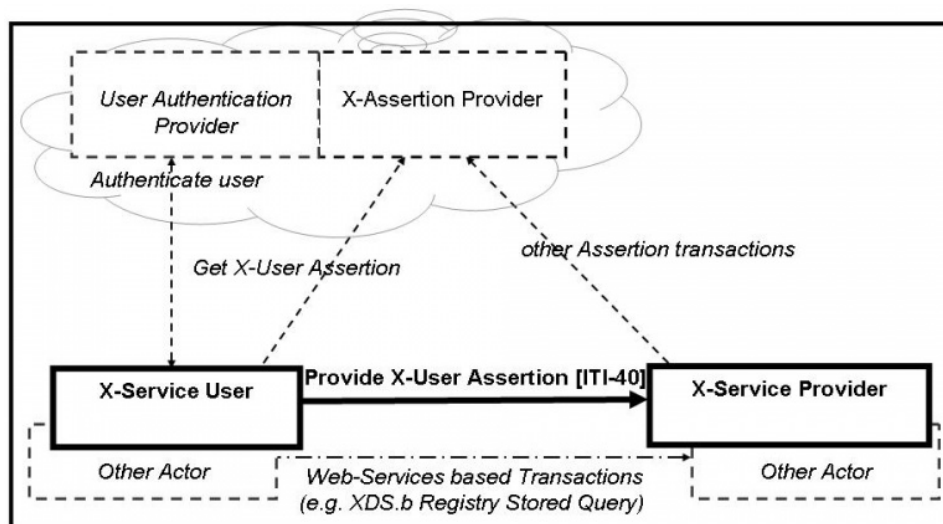 User Authentication
Provider
X-Assertion Provider
Authenticate user
Get X-User Assertion
other Assertion transactions
X-Service User
Provide X-User Assertion [ITI-40]
X-Service Provider
Other Actor
Web-Services based Transactions
(e.g. XDS.b Registry Stored Query)
Other Actor